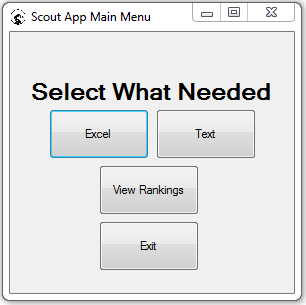 Scout App Main Menu
Select What Needed
Excel Text
View Rankings
Exit